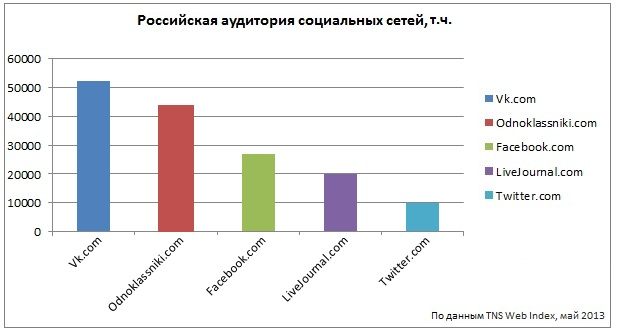 Российская аудитория социальных сетей, т.ч.
60000
50000
40000
30000
20000
10000
0
Vk.com
Odnoklassniki.com
Facebook.com
LiveJournal.com
Twitter.com
Vk.com
Odnoklassniki.com
Facebook.com
LiveJournal.com
Twitter.com
По данным TNS Web Index, май 2013